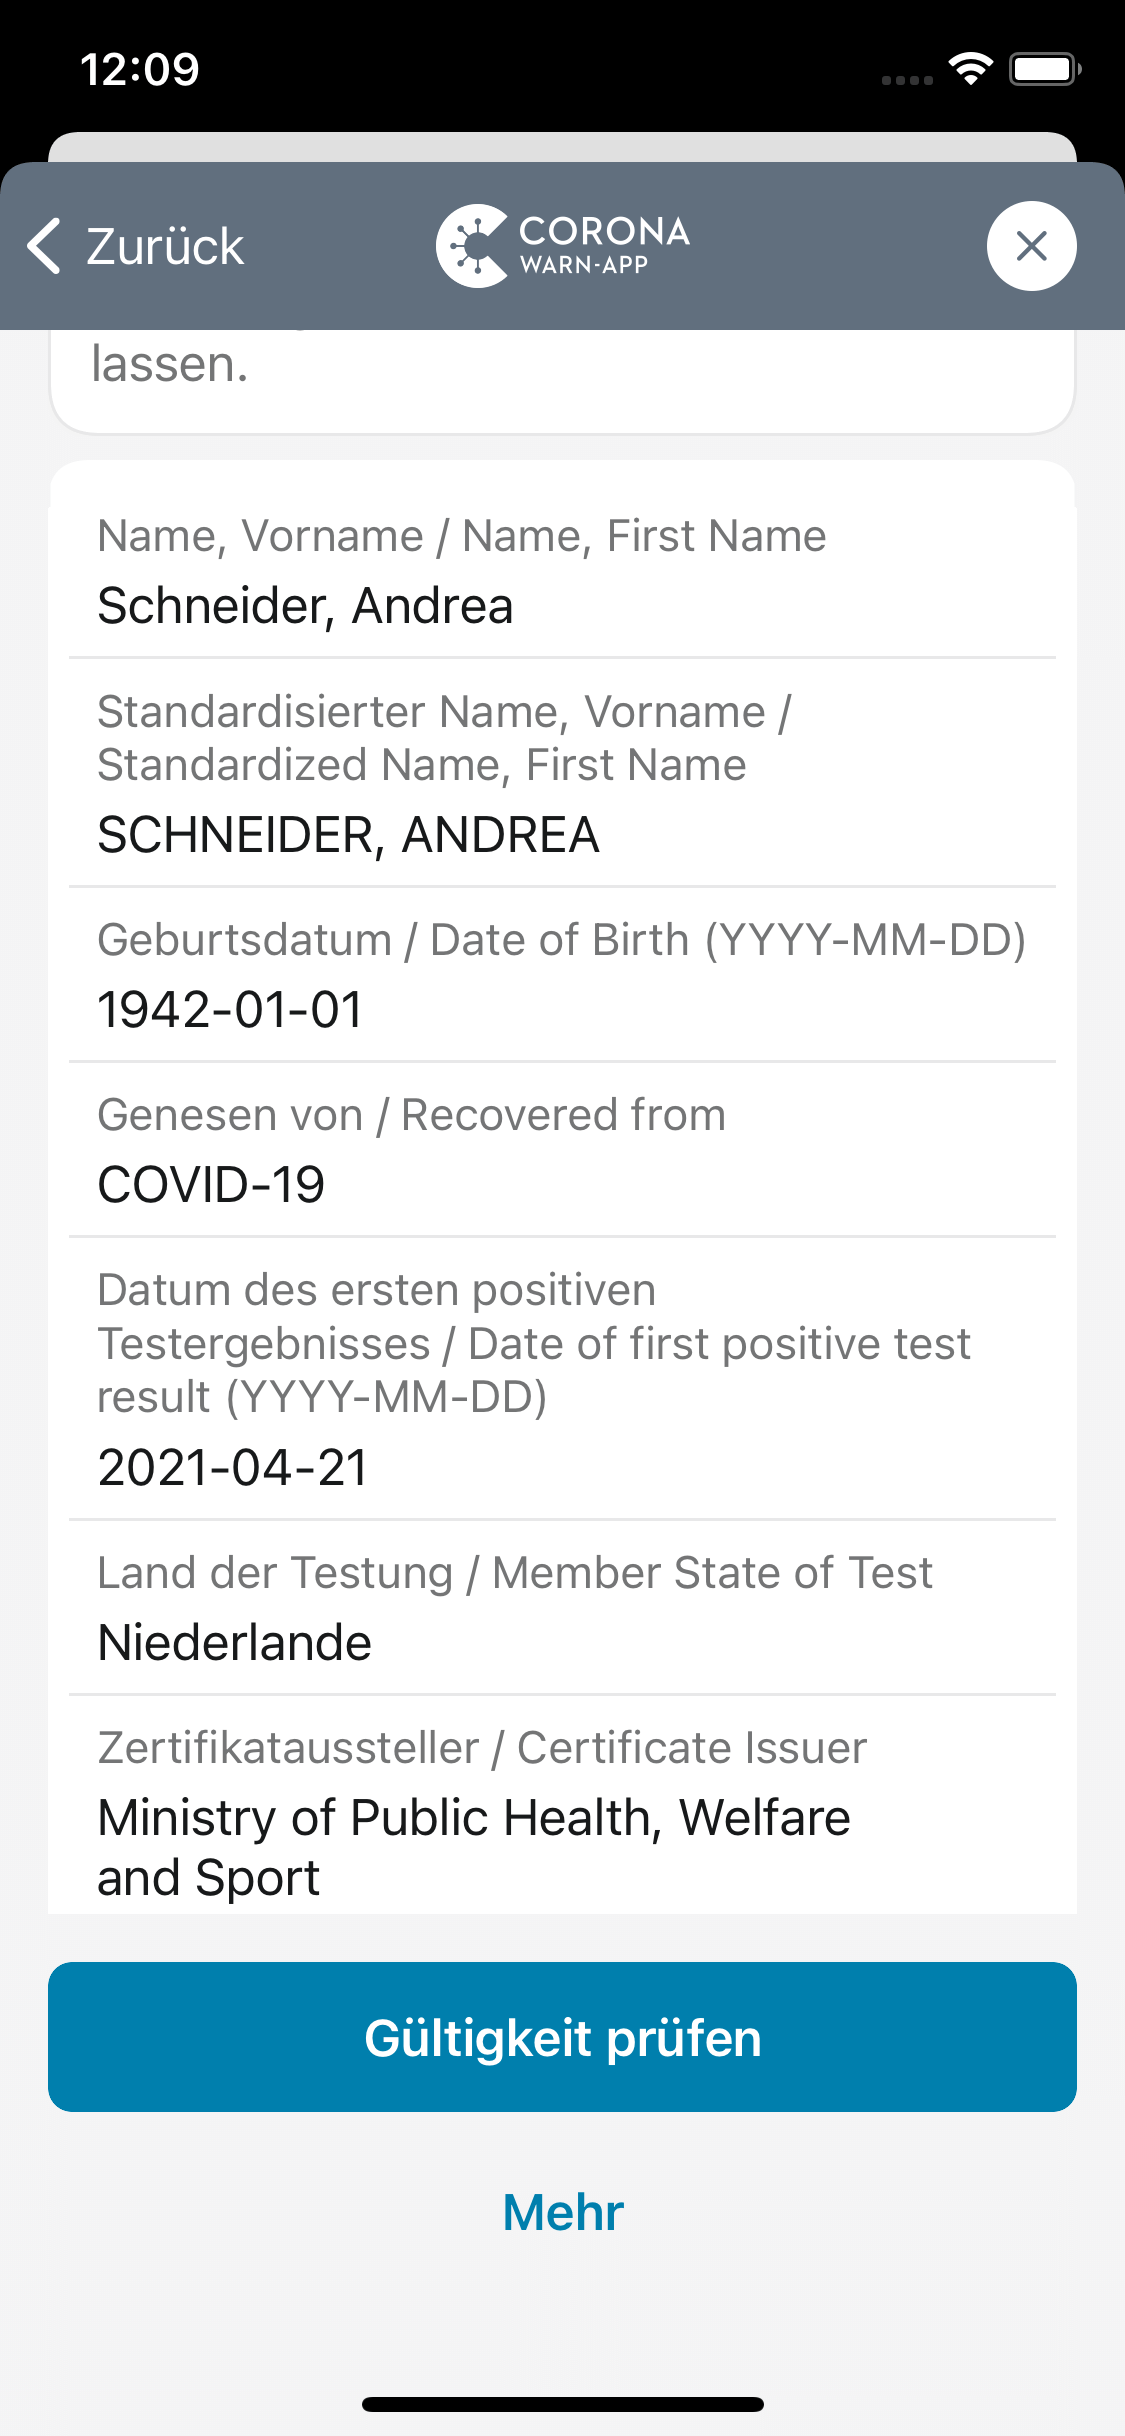 12:09
Zurück
CORONA
WARN-APP
lassen.
Name, Vorname / Name, First Name
Schneider, Andrea
Standardisierter Name, Vorname /
Standardized Name, First Name
SCHNEIDER, ANDREA
Geburtsdatum / Date of Birth (YYYY-MM-DD)
1942-01-01
Genesen von / Recovered from
COVID-19
Datum des ersten positiven
Testergebnisses / Date of first positive test
result (YYYY-MM-DD)
2021-04-21
Land der Testung / Member State of Test
Niederlande
Zertifikataussteller / Certificate Issuer
Ministry of Public Health, Welfare
and Sport
Gültigkeit prüfen
Mehr